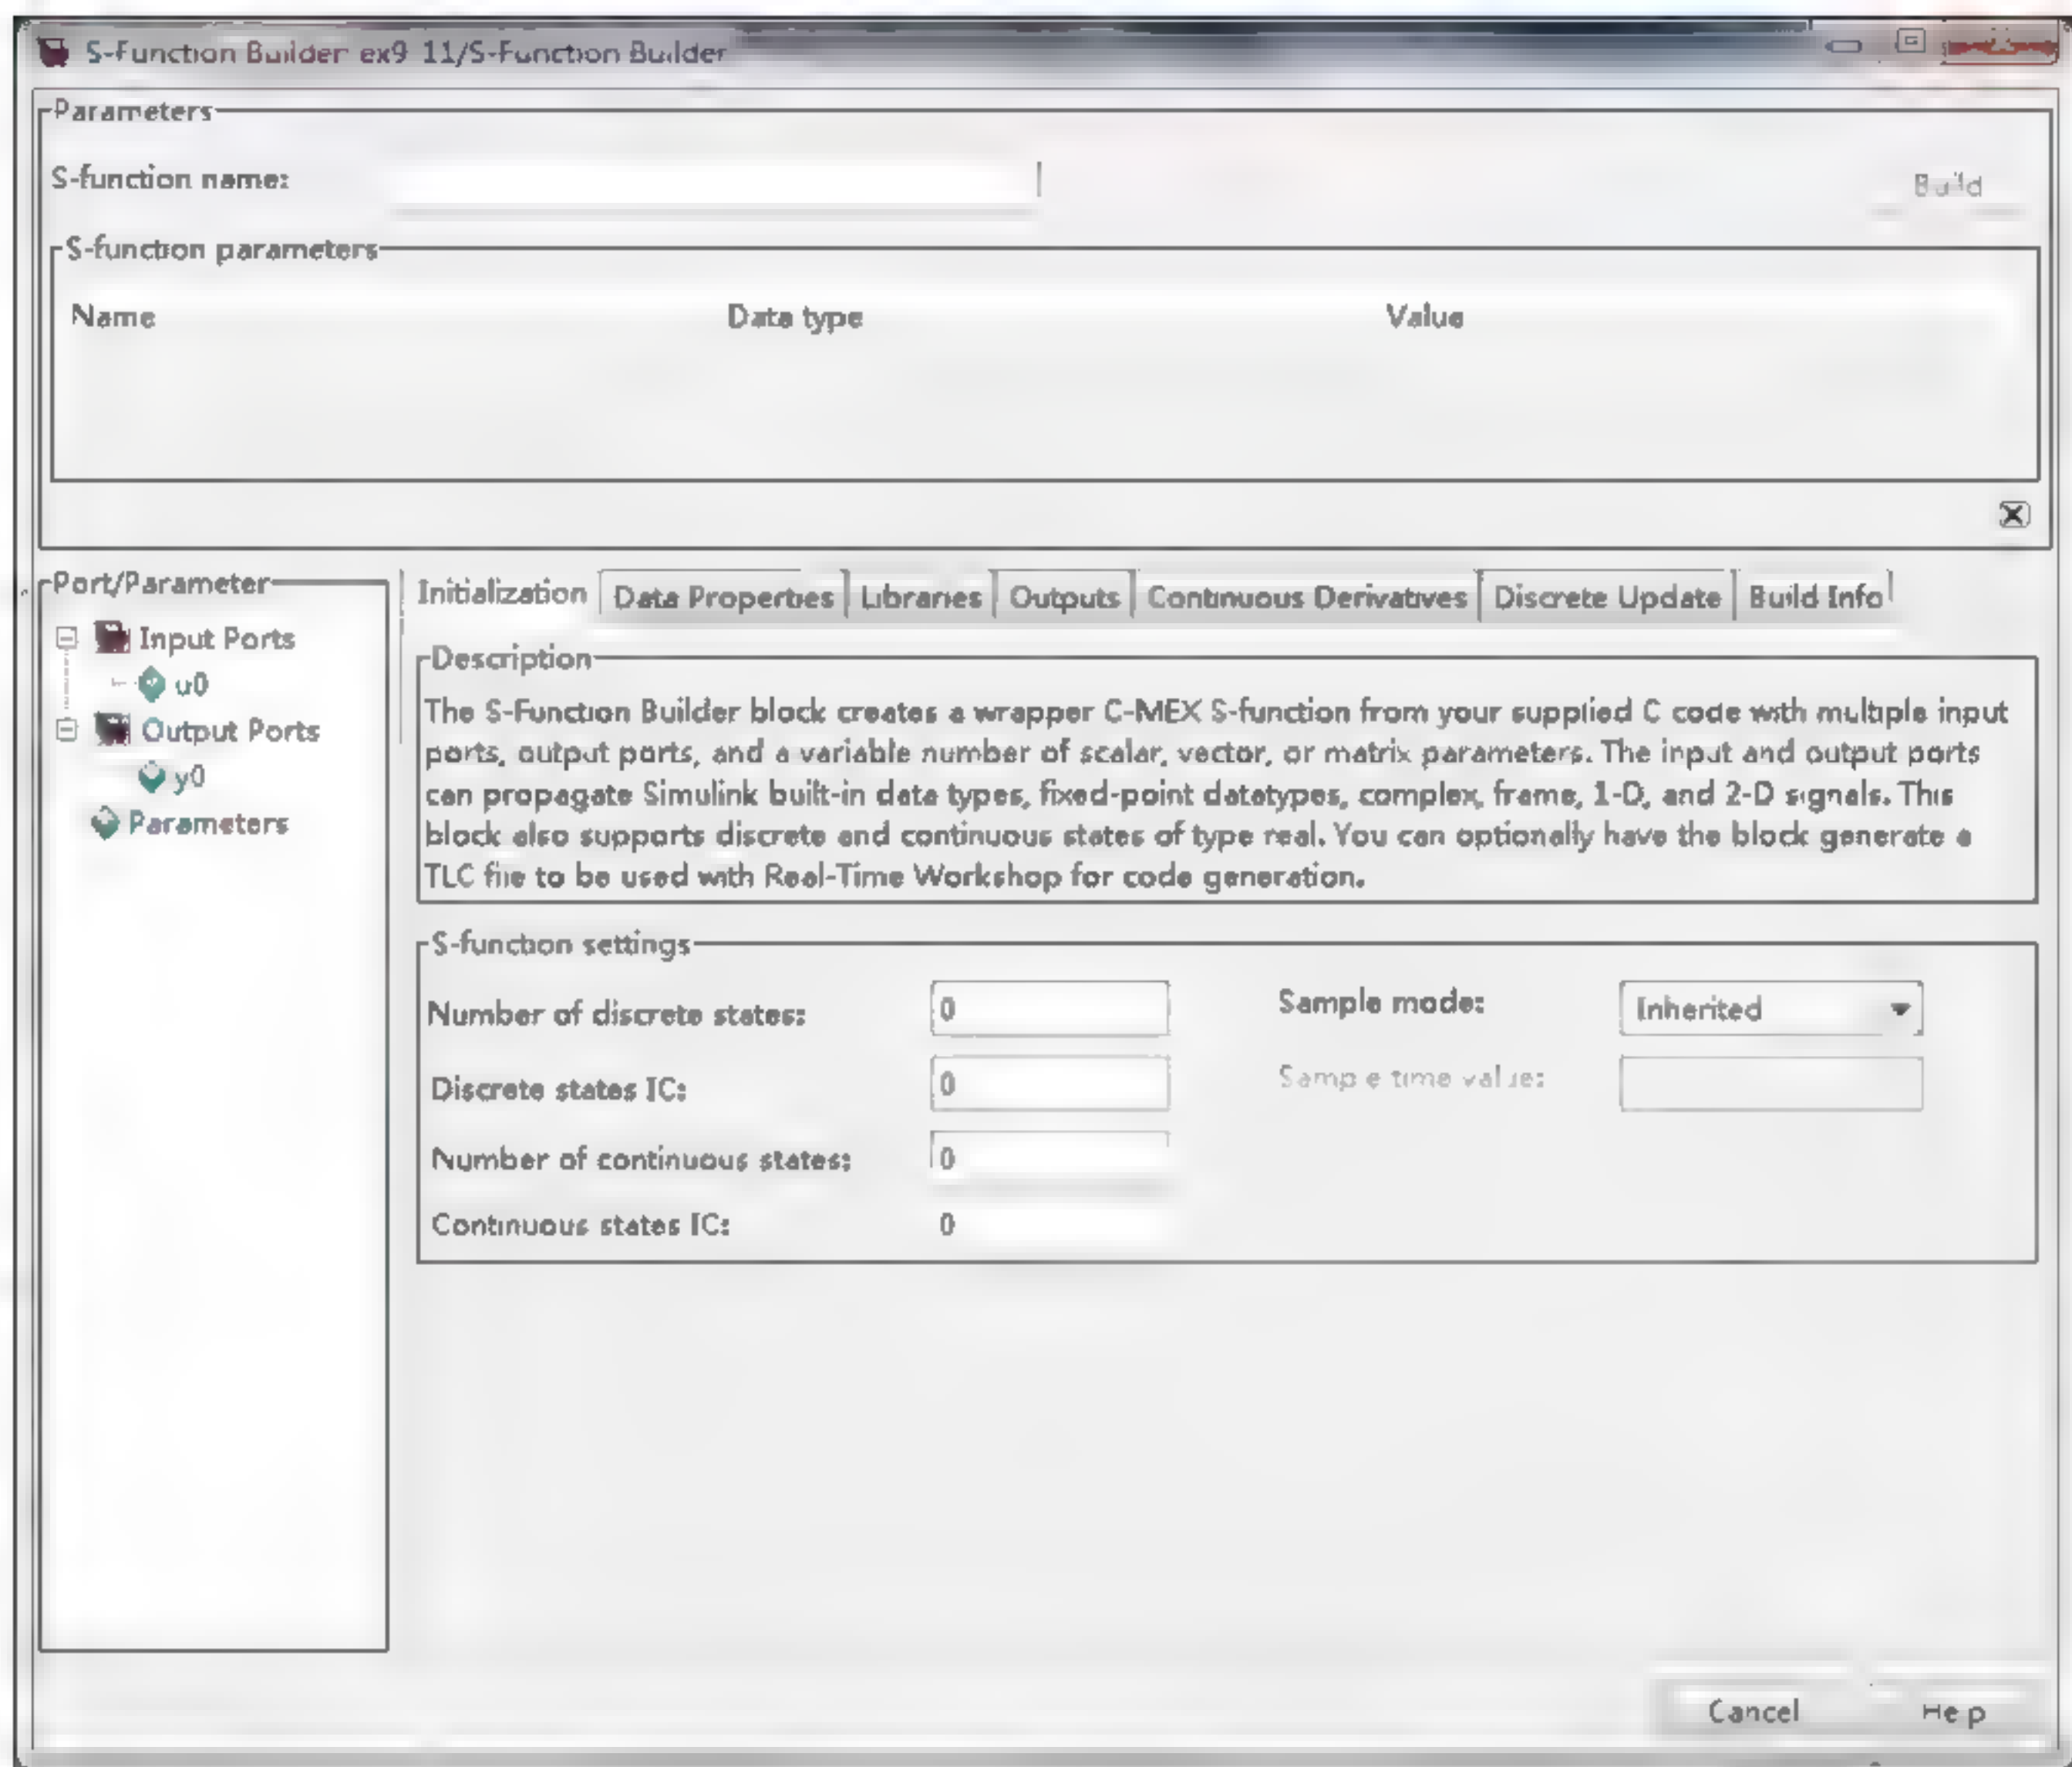 S-Function Builder: ex9_11/S-Function Builder
Parameters
S-function name:
Build
S-function parameters
Name Data type Value
Port/Parameter
Input Ports
u0
Output Ports
y0
Parameters
Initialization Data Properties Libraries Outputs Continuous Derivatives Discrete Update Build Info
Description
The S-Function Builder block creates a wrapper C-MEX S-function from your supplied C code with multiple input
ports, output ports, and a variable number of scalar, vector, or matrix parameters. The input and output ports
can propagate Simulink built-in data types, fixed-point datatypes, complex, frame, 1-D, and 2-D signals. This
block also supports discrete and continuous states of type real. You can optionally have the block generate a
TLC file to be used with Real-Time Workshop for code generation.
S-function settings
Number of discrete states: 0 Sample mode: Inherited
Discrete states IC: 0 Sample time value:
Number of continuous states: 0
Continuous states IC: 0
Cancel Help